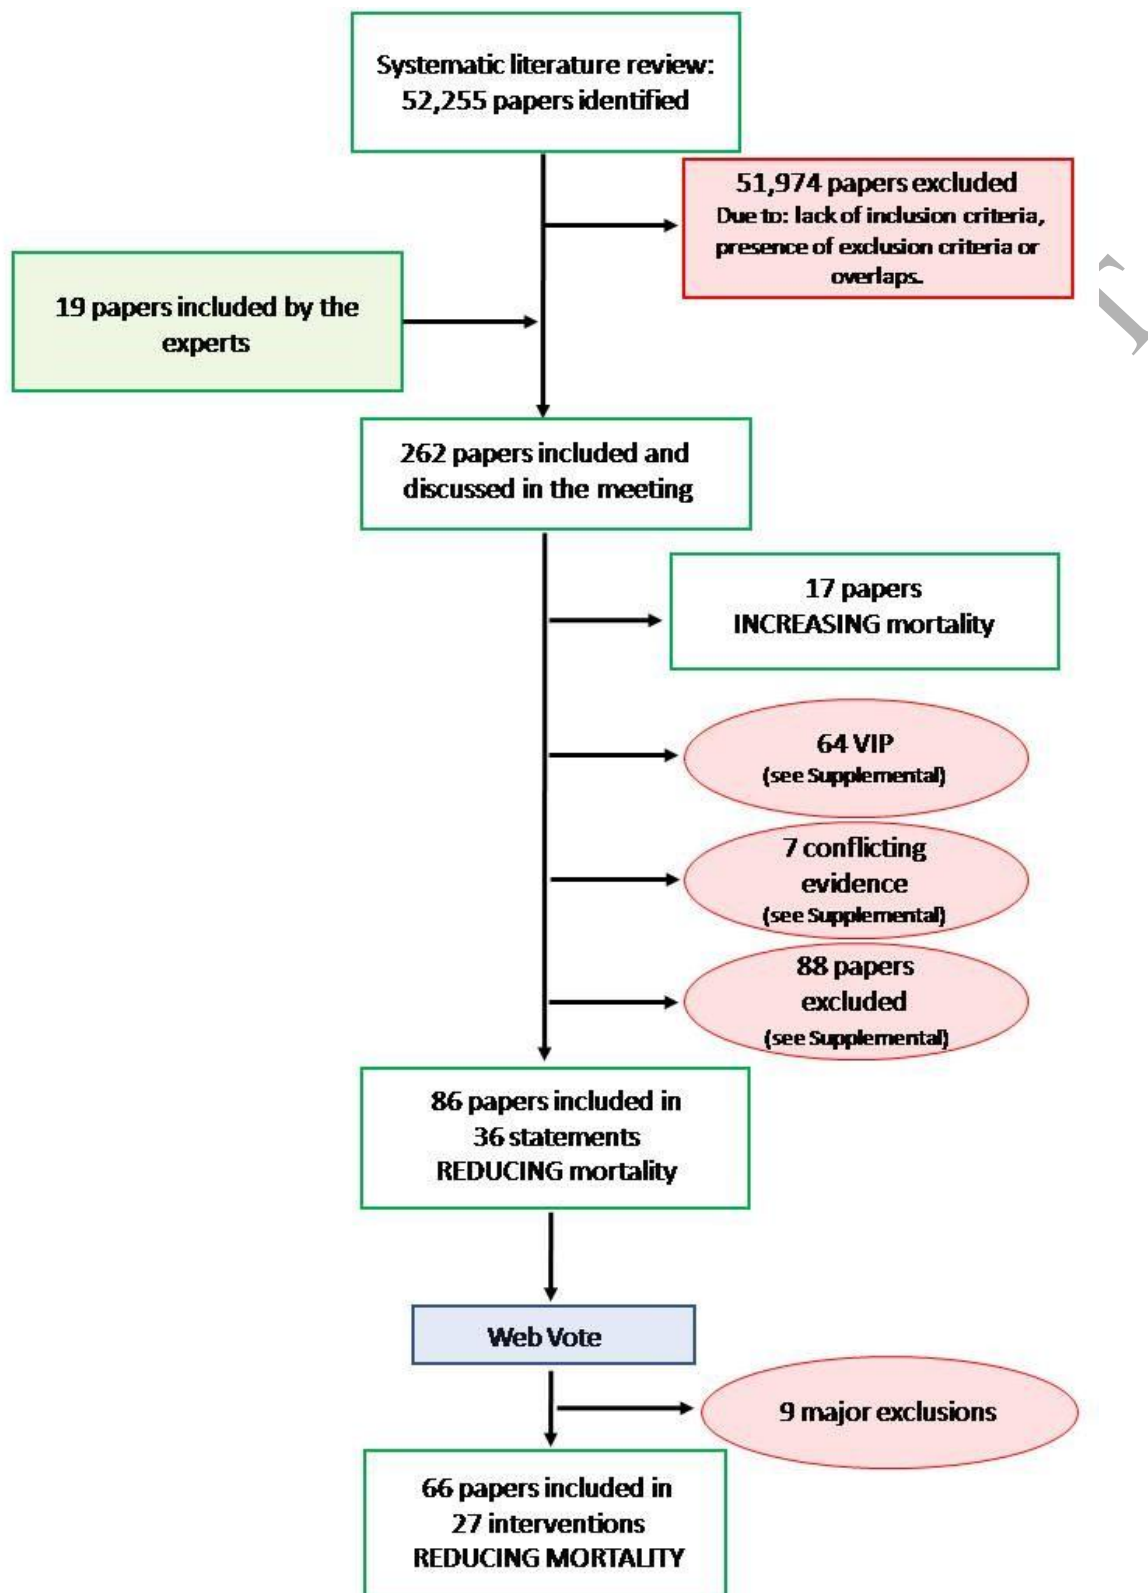 Systematic literature review:
52,255 papers identified
51,974 papers excluded
Due to: lack of inclusion criteria,
presence of exclusion criteria or
overlaps.
19 papers included by the
experts
262 papers included and
discussed in the meeting
17 papers
INCREASING mortality
64 VIP
(see Supplemental)
7 conflicting
evidence
(see Supplemental)
88 papers
excluded
(see Supplemental)
86 papers included in
36 statements
REDUCING mortality
Web Vote
9 major exclusions
66 papers included in
27 interventions
REDUCING MORTALITY